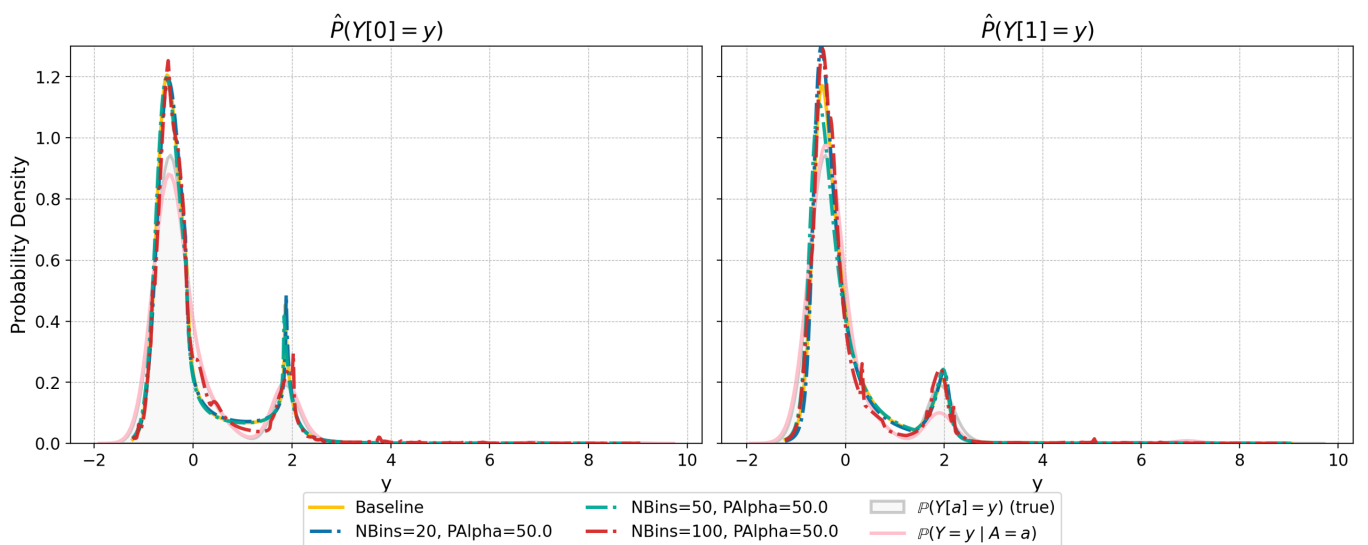 P̂(Y[0] = y)
P̂(Y[1] = y)
Probability Density
1.2
1.0
0.8
0.6
0.4
0.2
0.0
−2 0 2 4 6 8 10
−2 0 2 4 6 8 10
y
y
Baseline
NBins=20, PAlpha=50.0
NBins=50, PAlpha=50.0
NBins=100, PAlpha=50.0
ℙ(Y[a] = y) (true)
ℙ(Y = y | A = a)